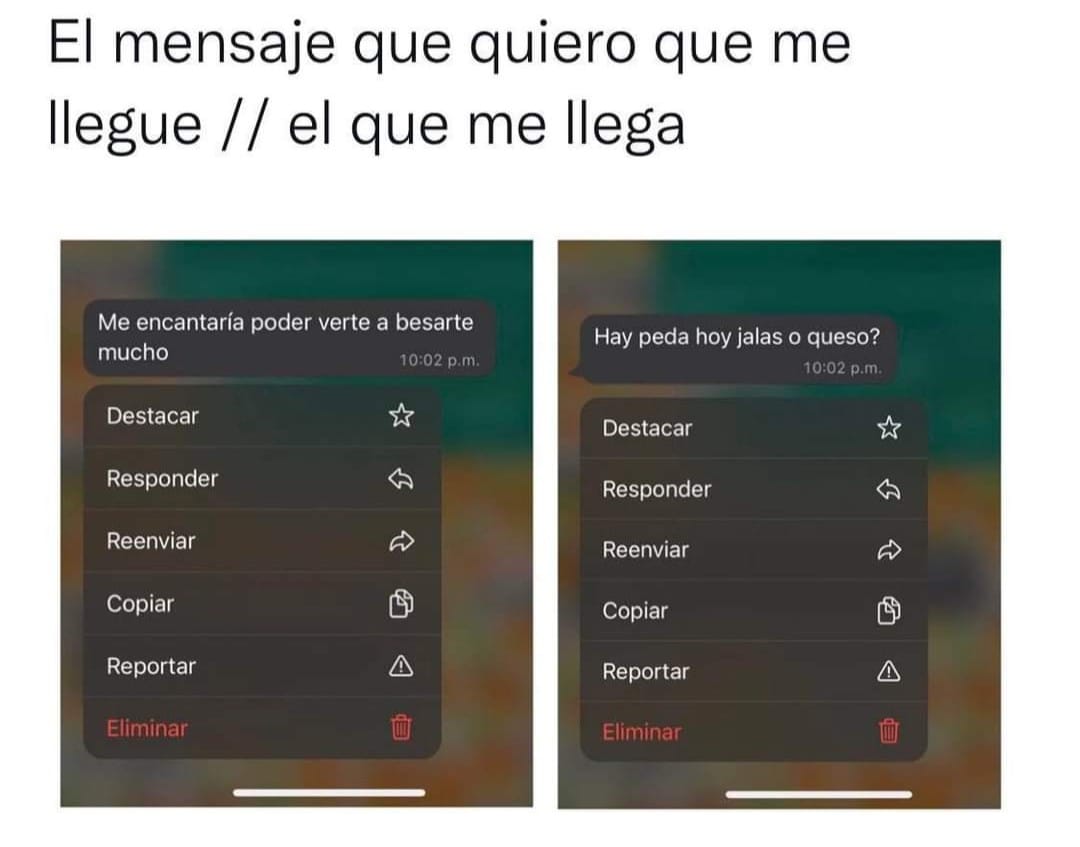 El mensaje que quiero que me
llegue // el que me llega
Me encantaría poder verte a besarte
mucho
10:02 p.m.
Destacar
Responder
Reenviar
Copiar
Reportar
Eliminar
Hay peda hoy jalas o queso?
10:02 p.m.
Destacar
Responder
Reenviar
Copiar
Reportar
Eliminar